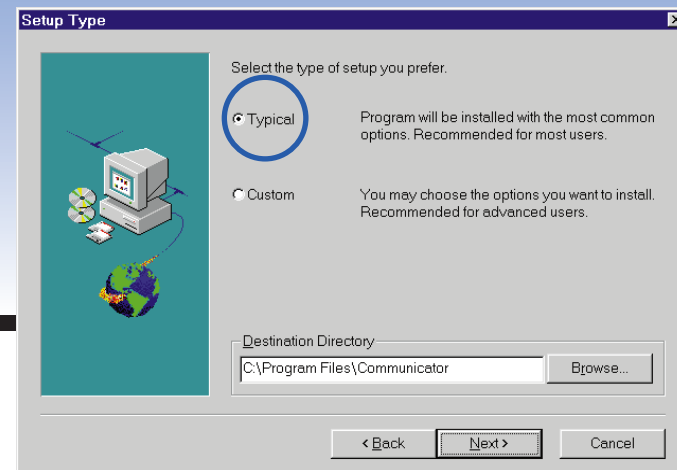 Setup Type
Select the type of setup you prefer.
Typical
Program will be installed with the most common
options. Recommended for most users.
Custom
You may choose the options you want to install.
Recommended for advanced users.
Destination Directory
C:\Program Files\Communicator
Browse...
< Back
Next >
Cancel